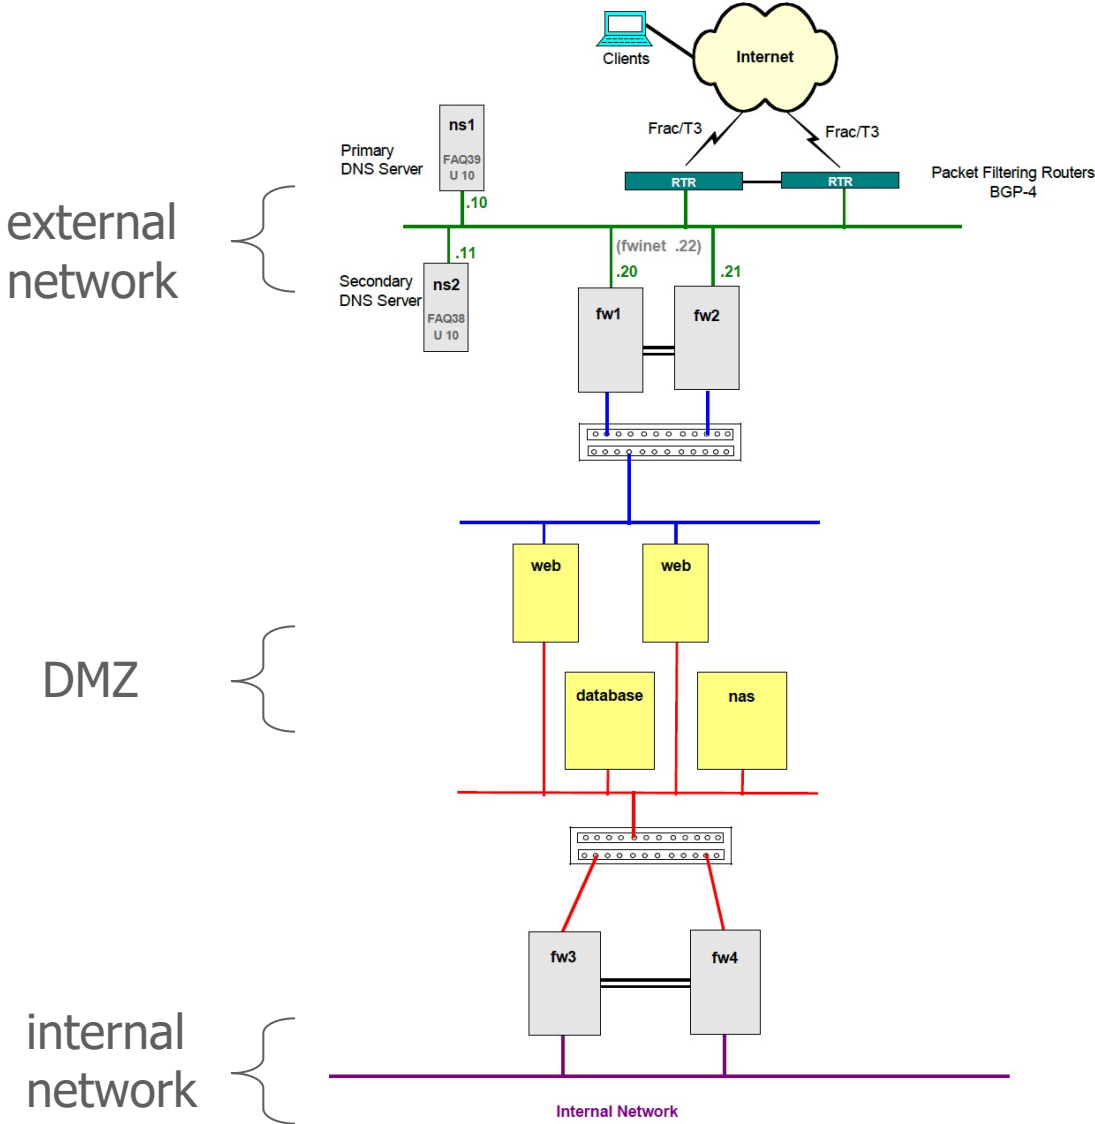 Clients
Internet
Frac/T3
Frac/T3
ns1
FAQ39
U 10
Primary
DNS Server
RTR
RTR
Packet Filtering Routers
BGP-4
.10
external
network
.11
(fwinet .22)
.20
.21
Secondary
DNS Server
ns2
FAQ38
U 10
fw1
fw2
web
web
DMZ
database
nas
fw3
fw4
internal
network
Internal Network